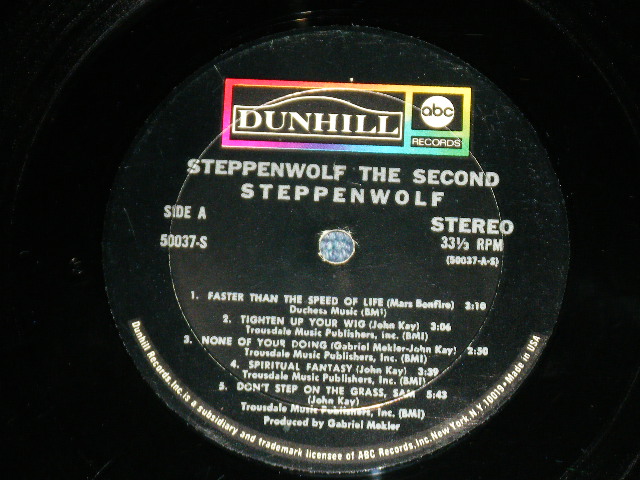 DUNHILL
abc
RECORDS
STEPPENWOLF THE SECOND
STEPPENWOLF
SIDE A
STEREO
50037-S
33⅓ RPM
(50037-A-S)
1. FASTER THAN THE SPEED OF LIFE (Mars Bonfire) 2:10
Duchess Music (BMI)
2. TIGHTEN UP YOUR WIG (John Kay) 3:06
Trousdale Music Publishers, Inc. (BMI)
3. NONE OF YOUR DOING (Gabriel Mekler-John Kay) 2:50
Trousdale Music Publishers, Inc. (BMI)
4. SPIRITUAL FANTASY (John Kay) 3:39
Trousdale Music Publishers, Inc. (BMI)
5. DON'T STEP ON THE GRASS, SAM 5:43
(John Kay)
Trousdale Music Publishers, Inc. (BMI)
Produced by Gabriel Mekler
Dunhill Records, Inc. is a subsidiary and trademark licensee of ABC Records, Inc. New York, N.Y. 10019 • Made in USA